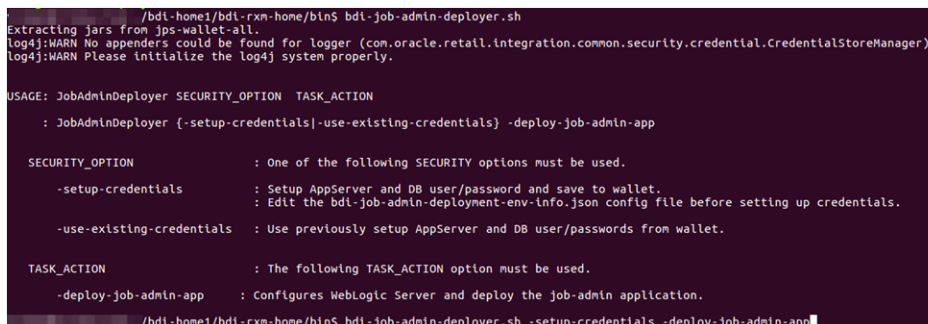 /bdi-home1/bdi-rxm-home/bin$ bdi-job-admin-deployer.sh
Extracting jars from jps-wallet-all.
log4j:WARN No appenders could be found for logger (com.oracle.retail.integration.common.security.credential.CredentialStoreManager)
log4j:WARN Please initialize the log4j system properly.
USAGE: JobAdminDeployer SECURITY_OPTION TASK_ACTION
: JobAdminDeployer {-setup-credentials|-use-existing-credentials} -deploy-job-admin-app
SECURITY_OPTION : One of the following SECURITY options must be used.
-setup-credentials : Setup AppServer and DB user/password and save to wallet.
: Edit the bdi-job-admin-deployment-env-info.json config file before setting up credentials.
-use-existing-credentials : Use previously setup AppServer and DB user/passwords from wallet.
TASK_ACTION : The following TASK_ACTION option must be used.
-deploy-job-admin-app : Configures WebLogic Server and deploy the job-admin application.
/bdi-home1/bdi-rxm-home/bin$ bdi-job-admin-deployer.sh -setup-credentials -deploy-job-admin-app